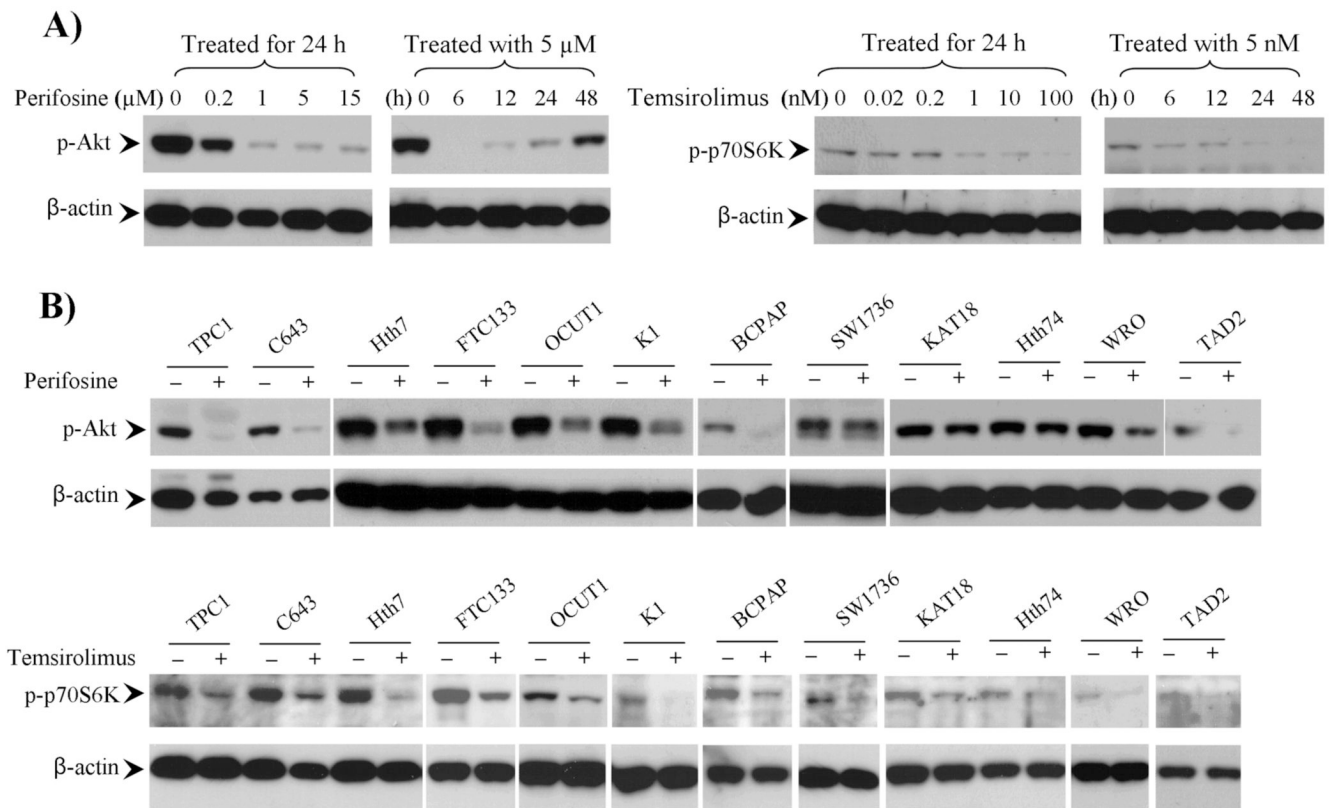 A)
Treated for 24 h Treated with 5 µM Treated for 24 h Treated with 5 nM
Perifosine (µM) 0 0.2 1 5 15 (h) 0 6 12 24 48 Temsirolimus (nM) 0 0.02 0.2 1 10 100 (h) 0 6 12 24 48
p-Akt p-p70S6K
β-actin β-actin
B)
TPC1 C643 Hth7 FTC133 OCUT1 K1 BCPAP SW1736 KAT18 Hth74 WRO TAD2
Perifosine − + − + − + − + − + − + − + − + − + − + − + − +
p-Akt
β-actin
TPC1 C643 Hth7 FTC133 OCUT1 K1 BCPAP SW1736 KAT18 Hth74 WRO TAD2
Temsirolimus − + − + − + − + − + − + − + − + − + − + − + − +
p-p70S6K
β-actin